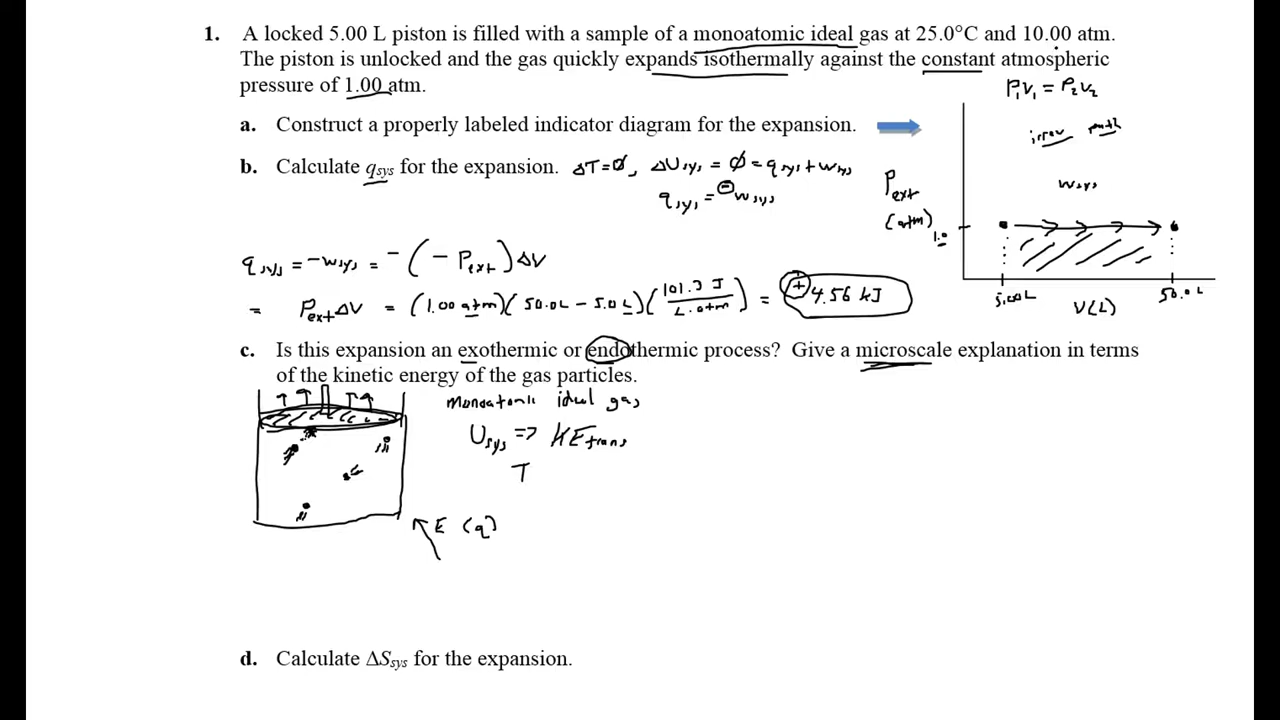 1. A locked 5.00 L piston is filled with a sample of a monoatomic ideal gas at 25.0°C and 10.00 atm.
The piston is unlocked and the gas quickly expands isothermally against the constant atmospheric
pressure of 1.00 atm.
P₁V₁ = P₂V₂
a. Construct a properly labeled indicator diagram for the expansion.
irrev path
b. Calculate qsys for the expansion. ΔT=0, ΔUsys = 0 = qsys + wsys
qsys = -wsys
wsys
Pext
(atm)
1.0
5.00L
50.0L
V(L)
qsys = -wsys = -(-Pext)ΔV
= PextΔV = (1.00 atm)(50.0L - 5.0L)(101.3 J / L.atm) = +4.56 kJ
c. Is this expansion an exothermic or endothermic process? Give a microscale explanation in terms
of the kinetic energy of the gas particles.
Monoatomic ideal gas
Usys => KEtrans
T
E (q)
d. Calculate ΔSsys for the expansion.